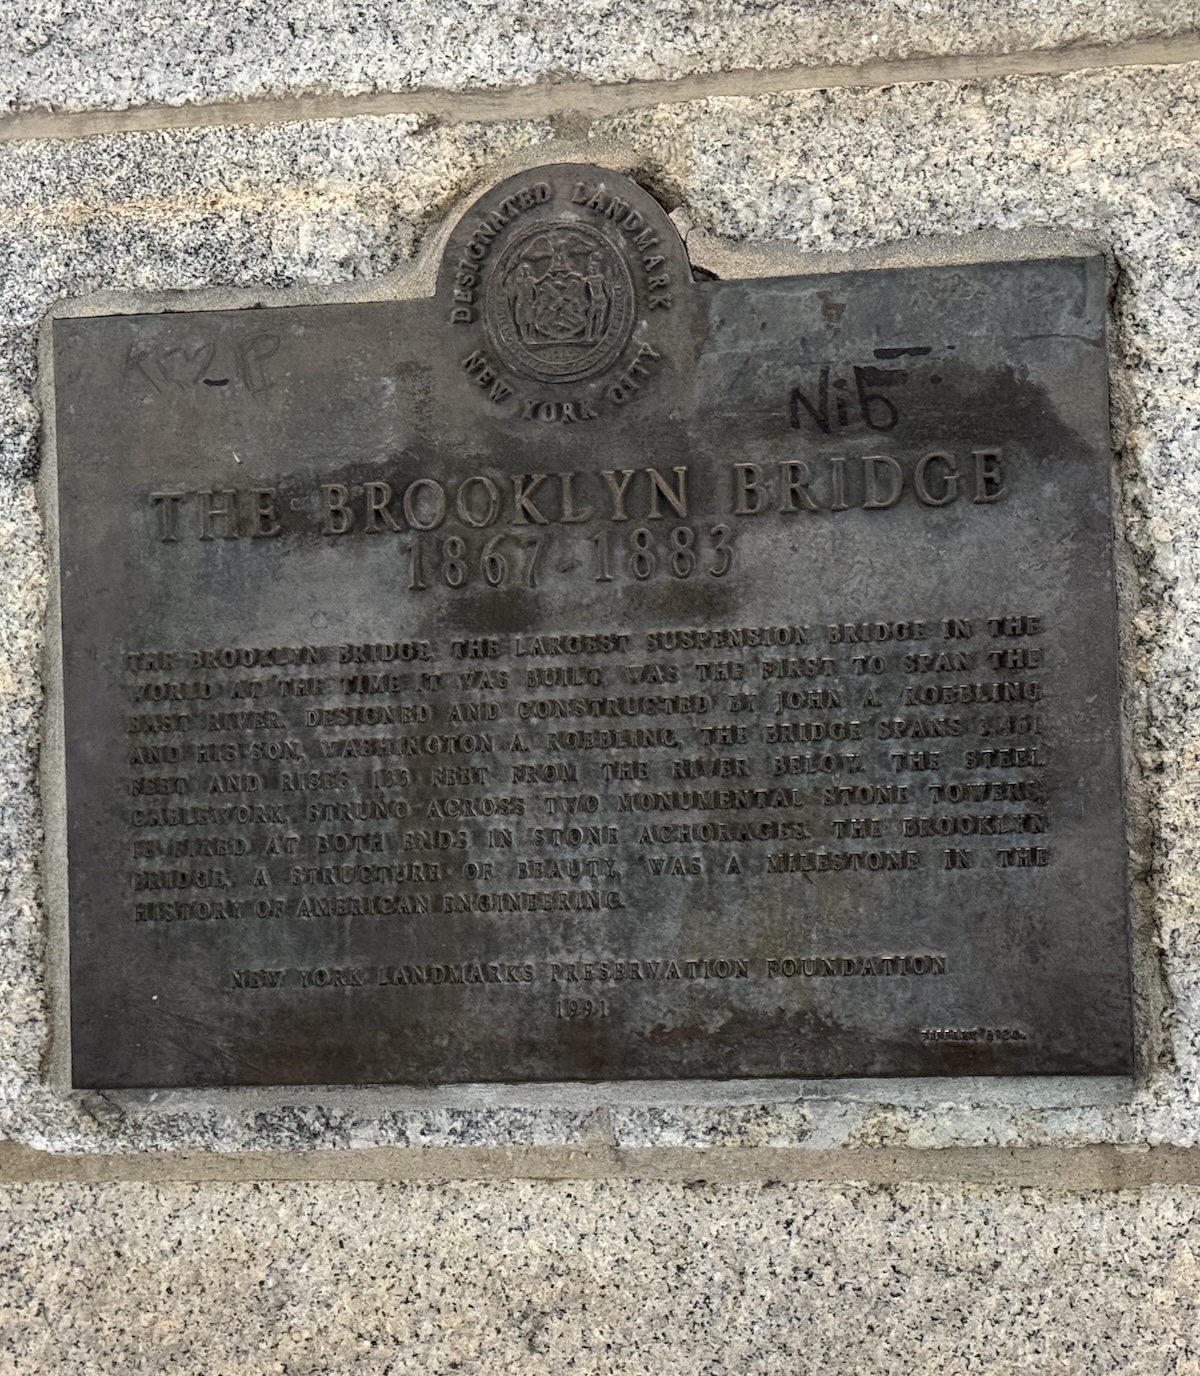 DESIGNATED LANDMARK
NEW YORK CITY
Ni5
THE BROOKLYN BRIDGE
1867-1883
THE BROOKLYN BRIDGE, THE LARGEST SUSPENSION BRIDGE IN THE
WORLD AT THE TIME IT WAS BUILT, WAS THE FIRST TO SPAN THE
EAST RIVER. DESIGNED AND CONSTRUCTED BY JOHN A. ROEBLING
AND HIS SON, WASHINGTON A. ROEBLING, THE BRIDGE SPANS 3,451
FEET AND RISES 133 FEET FROM THE RIVER BELOW. THE STEEL
CABLEWORK, STRUNG ACROSS TWO MONUMENTAL STONE TOWERS,
IS FIXED AT BOTH ENDS IN STONE ACHORAGES. THE BROOKLYN
BRIDGE, A STRUCTURE OF BEAUTY, WAS A MILESTONE IN THE
HISTORY OF AMERICAN ENGINEERING.
NEW YORK LANDMARKS PRESERVATION FOUNDATION
1991